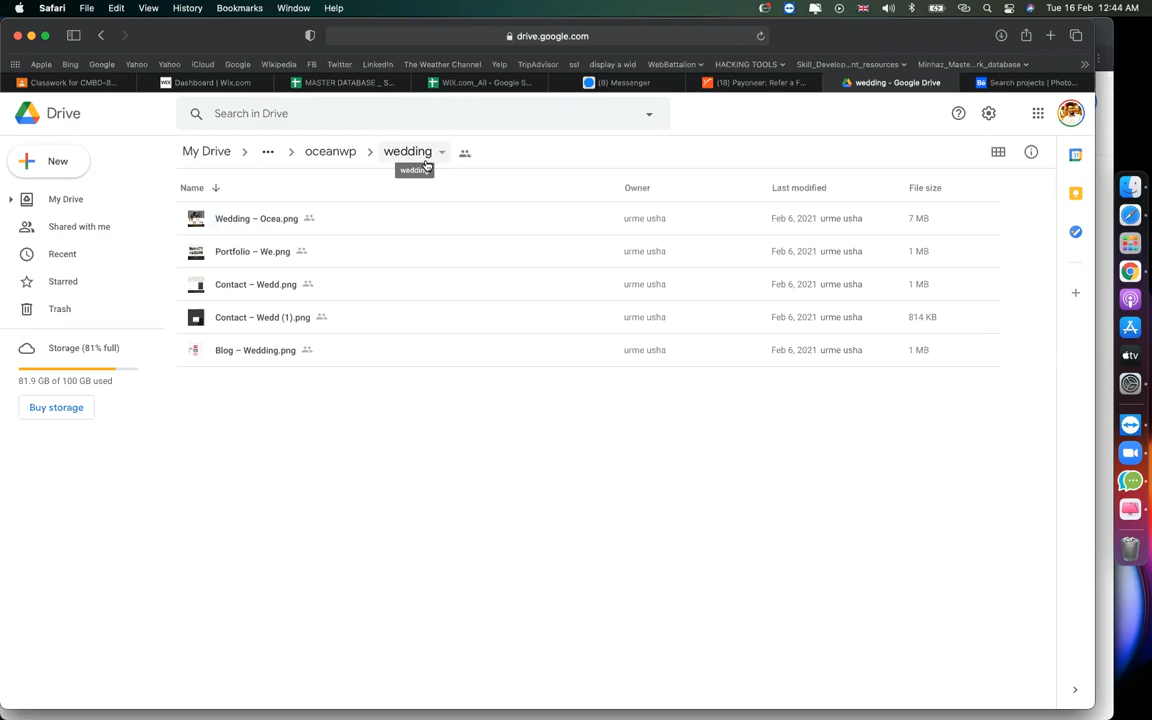 Safari File Edit View History Bookmarks Window Help Tue 16 Feb 12:44 AM
drive.google.com
Apple Bing Google Yahoo Yahoo iCloud Google Wikipedia FB Twitter LinkedIn The Weather Channel Yelp TripAdvisor ssl display a wid WebBattalion HACKING TOOLS Skill_Develop...nt_resources Minhaz_Maste...rk_database
Classwork for CMBD-8... Dashboard | Wix.com MASTER DATABASE _ S... WiX.com_All - Google S... (8) Messenger (18) Payoneer: Refer a F... wedding - Google Drive Search projects | Photo...
Drive Search in Drive
New My Drive ... oceanwp wedding
wedding
Name Owner Last modified File size
My Drive
Shared with me
Recent
Starred
Trash
Storage (81% full)
81.9 GB of 100 GB used
Buy storage
Wedding – Ocea.png urme usha Feb 6, 2021 urme usha 7 MB
Portfolio – We.png urme usha Feb 6, 2021 urme usha 1 MB
Contact – Wedd.png urme usha Feb 6, 2021 urme usha 1 MB
Contact – Wedd (1).png urme usha Feb 6, 2021 urme usha 814 KB
Blog – Wedding.png urme usha Feb 6, 2021 urme usha 1 MB